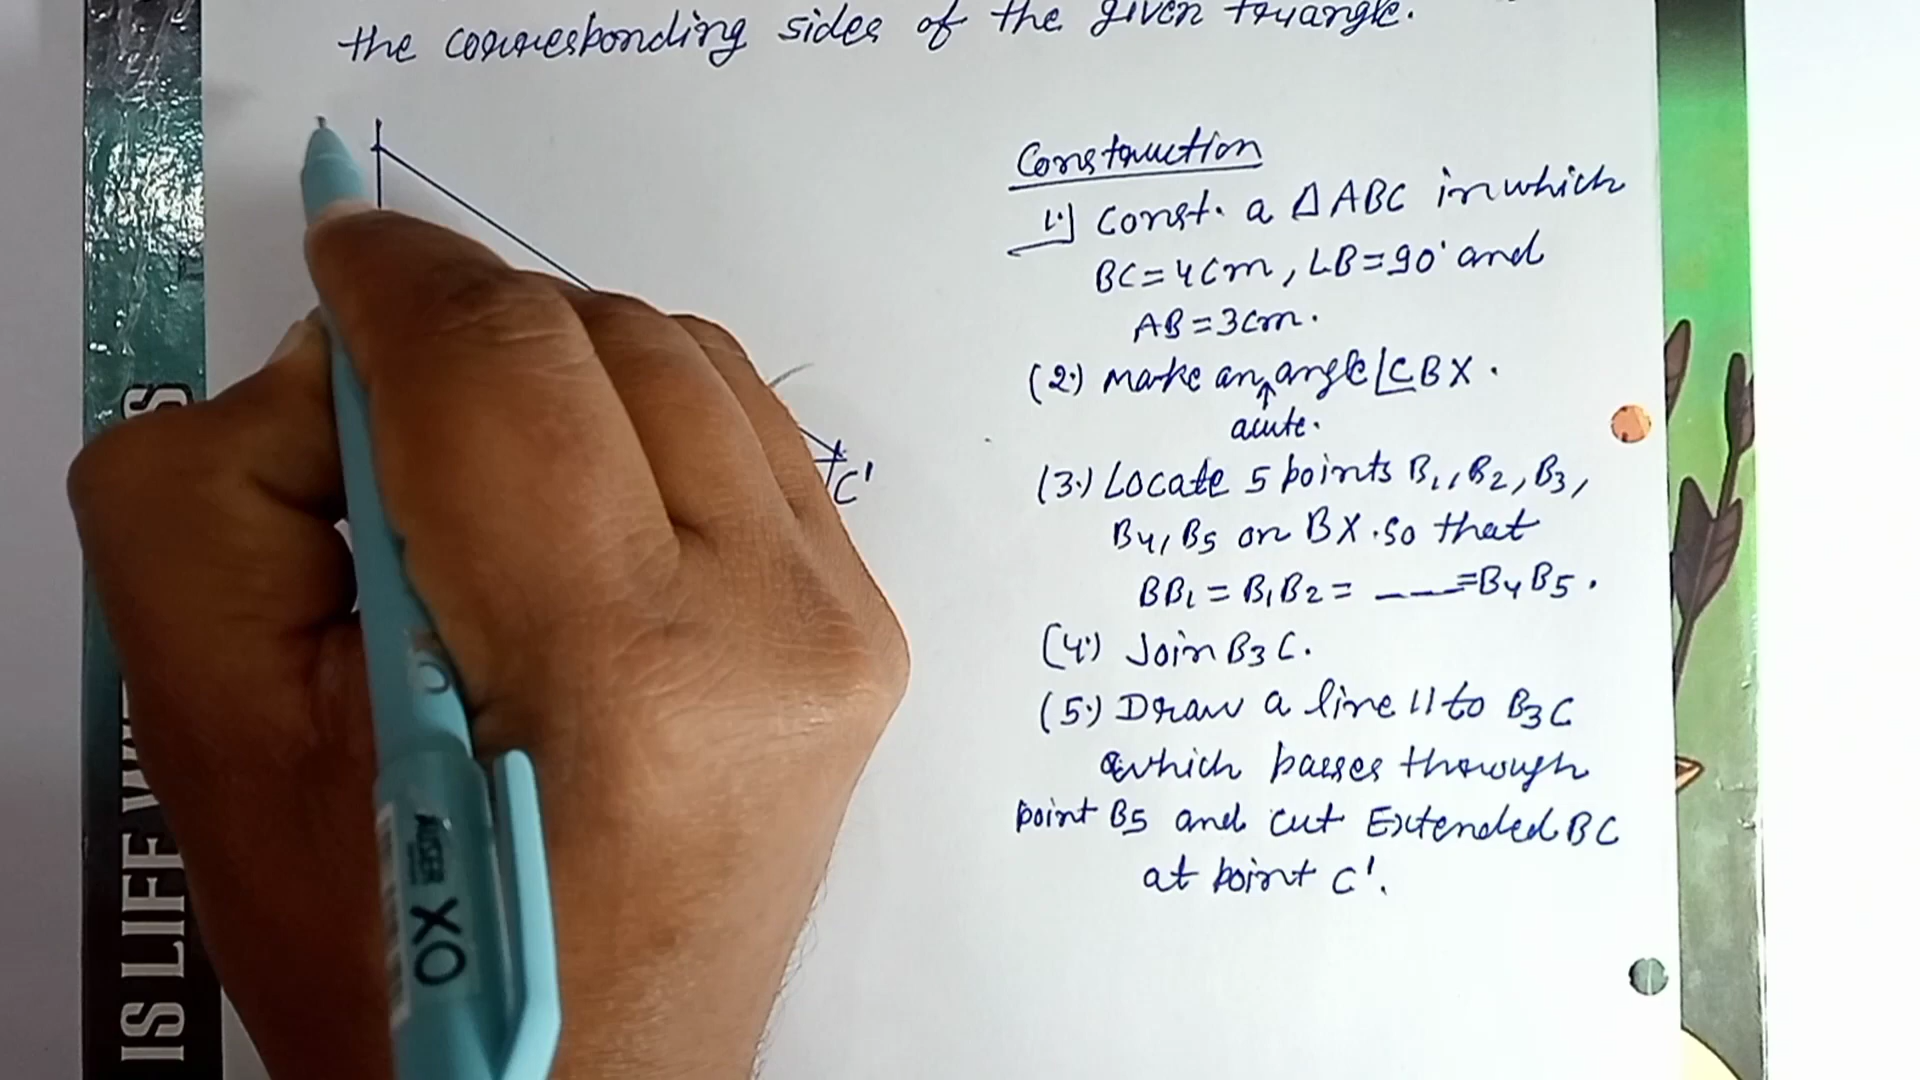 the corresponding sides of the given triangle.
Construction
1.) Const. a △ABC in which
BC=4cm, ∠B=90° and
AB=3cm.
(2.) Make an angle ∠CBX.
acute.
(3.) Locate 5 points B₁, B₂, B₃,
B₄, B₅ on BX. so that
BB₁ = B₁B₂ = ___=B₄B₅.
(4.) Join B₃C.
(5.) Draw a line || to B₃C
which passes through
point B₅ and cut Extended BC
at point C'.
C'
IS LIFE
XO